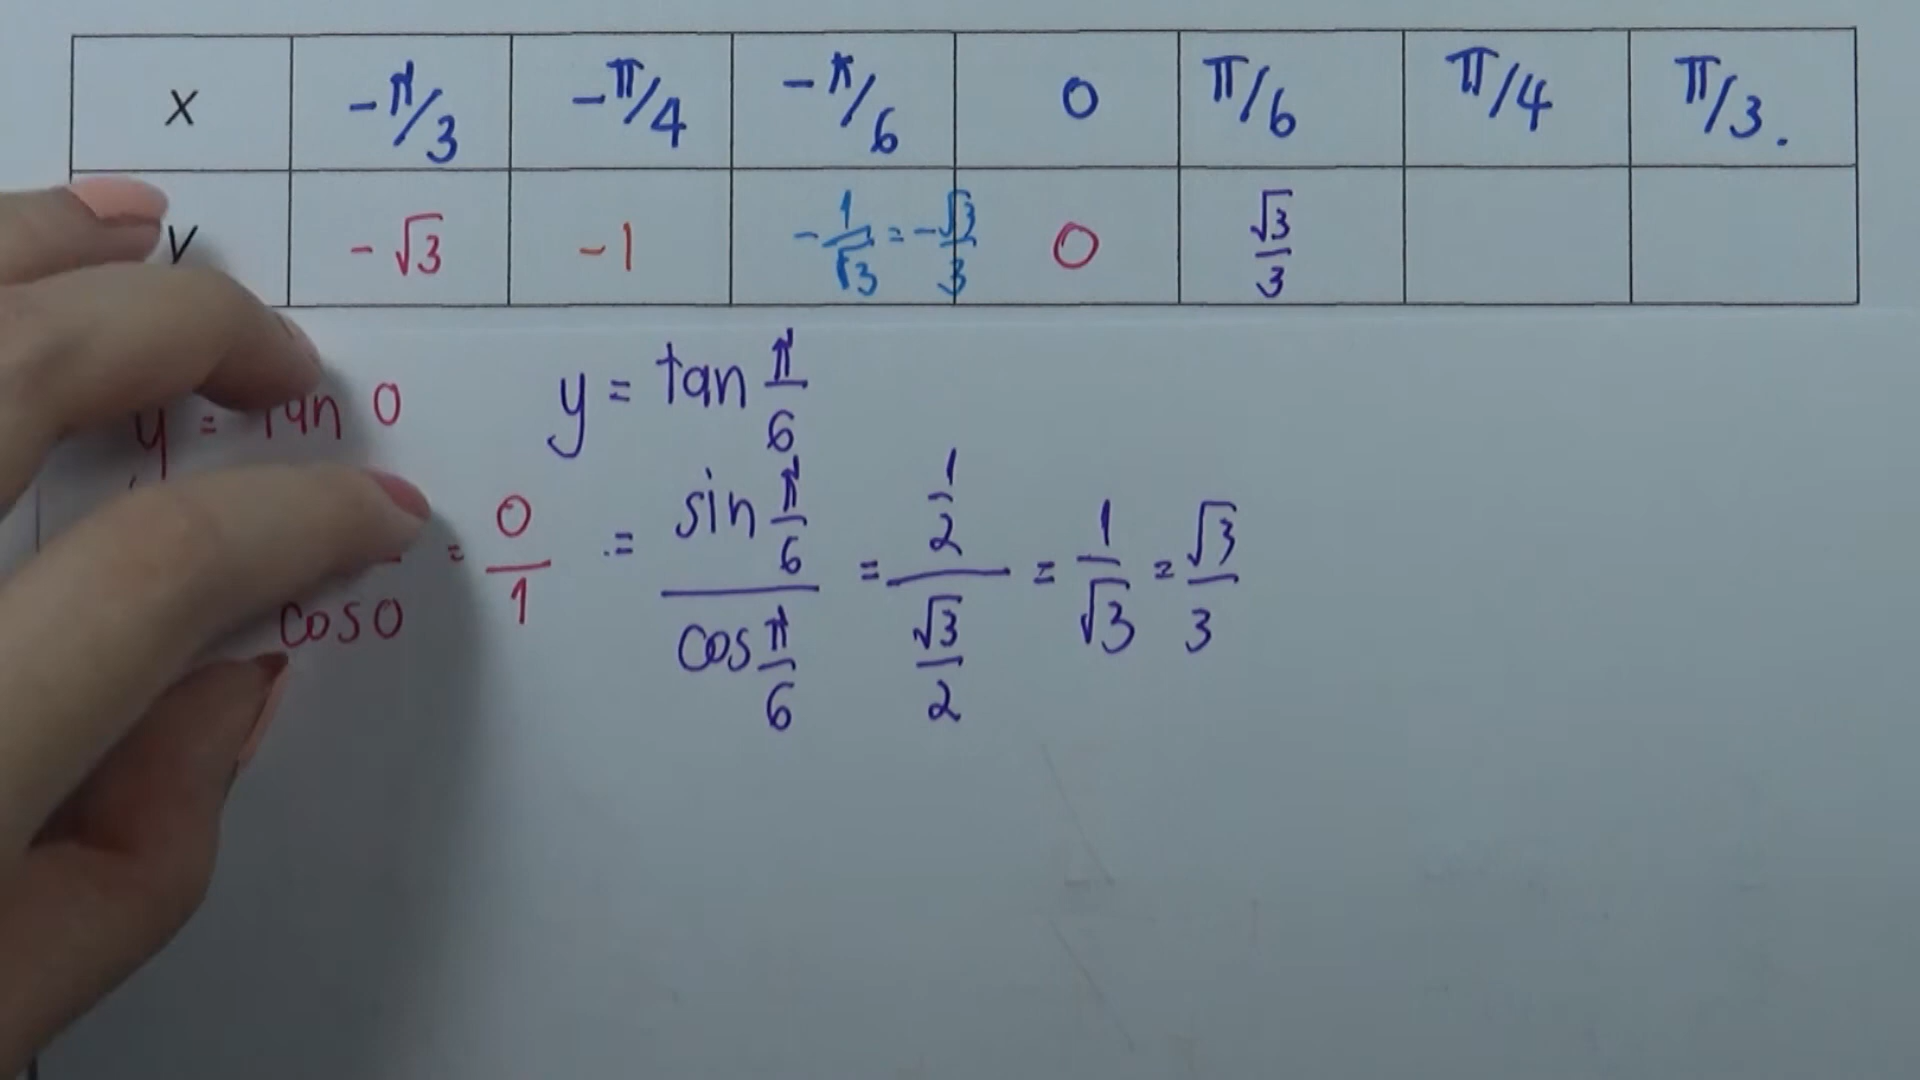 x -π/3 -π/4 -π/6 0 π/6 π/4 π/3.
y -√3 -1 -1/√3 = -√3/3 0 √3/3
y = tan 0
cos 0 = 0/1
y = tan π/6
.= sin π/6 / cos π/6 = 1/2 / √3/2 = 1/√3 = √3/3